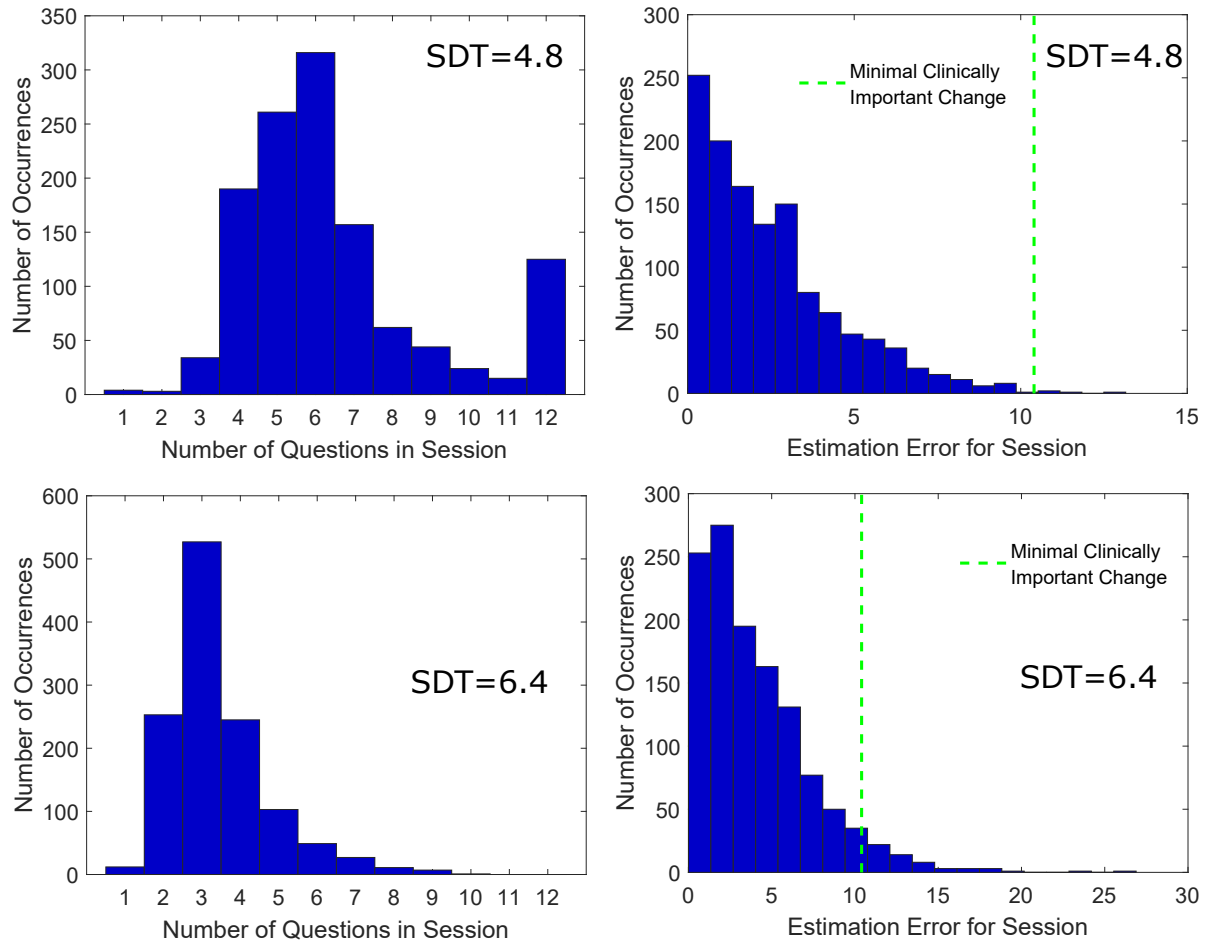 350
300
250
200
150
100
50
0
Number of Occurrences
SDT=4.8
1 2 3 4 5 6 7 8 9 10 11 12
Number of Questions in Session
300
250
200
150
100
50
0
Number of Occurrences
Minimal Clinically
Important Change
SDT=4.8
0 5 10 15
Estimation Error for Session
600
500
400
300
200
100
0
Number of Occurrences
SDT=6.4
1 2 3 4 5 6 7 8 9 10 11 12
Number of Questions in Session
300
250
200
150
100
50
0
Number of Occurrences
Minimal Clinically
Important Change
SDT=6.4
0 5 10 15 20 25 30
Estimation Error for Session